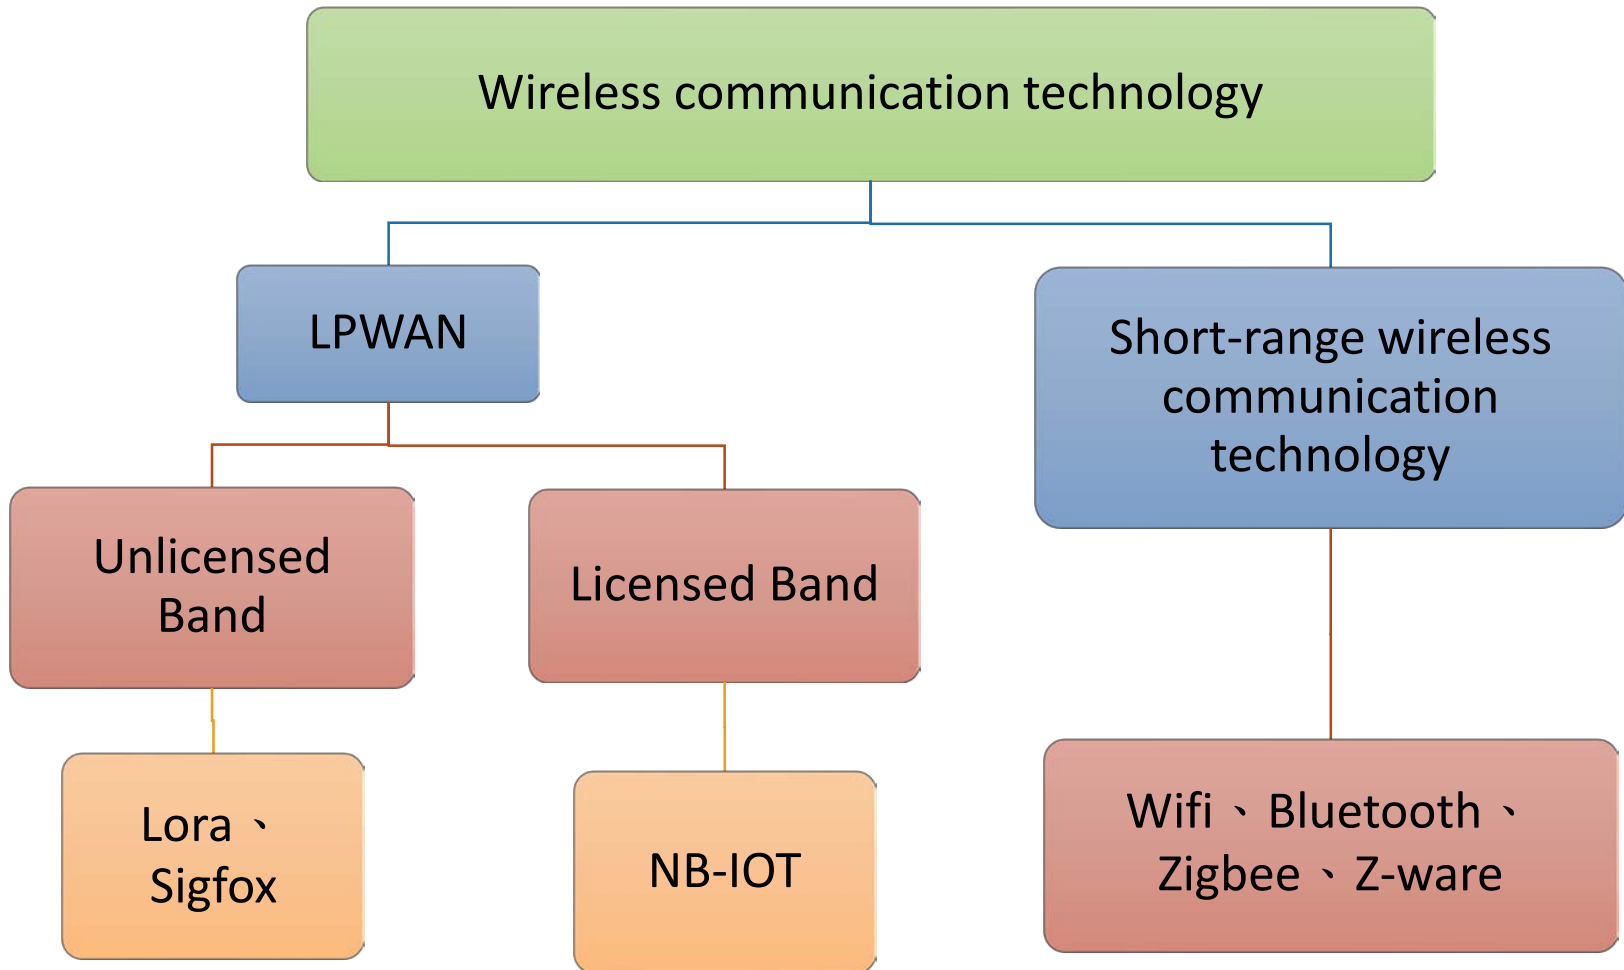 Wireless communication technology
LPWAN
Short-range wireless
communication
technology
Unlicensed
Band
Licensed Band
Lora、
Sigfox
NB-IOT
Wifi、Bluetooth、
Zigbee、Z-ware